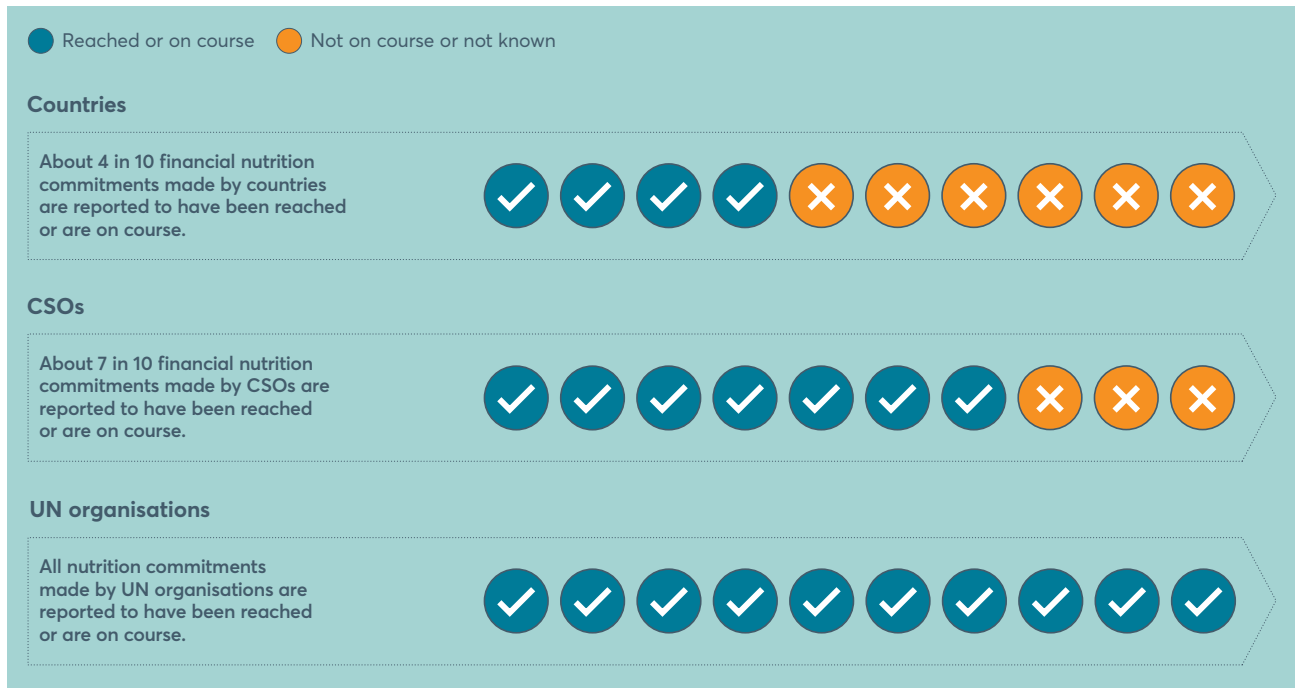 Reached or on course
Not on course or not known
Countries
About 4 in 10 financial nutrition
commitments made by countries
are reported to have been reached
or are on course.
CSOs
About 7 in 10 financial nutrition
commitments made by CSOs are
reported to have been reached
or are on course.
UN organisations
All nutrition commitments
made by UN organisations are
reported to have been reached
or are on course.